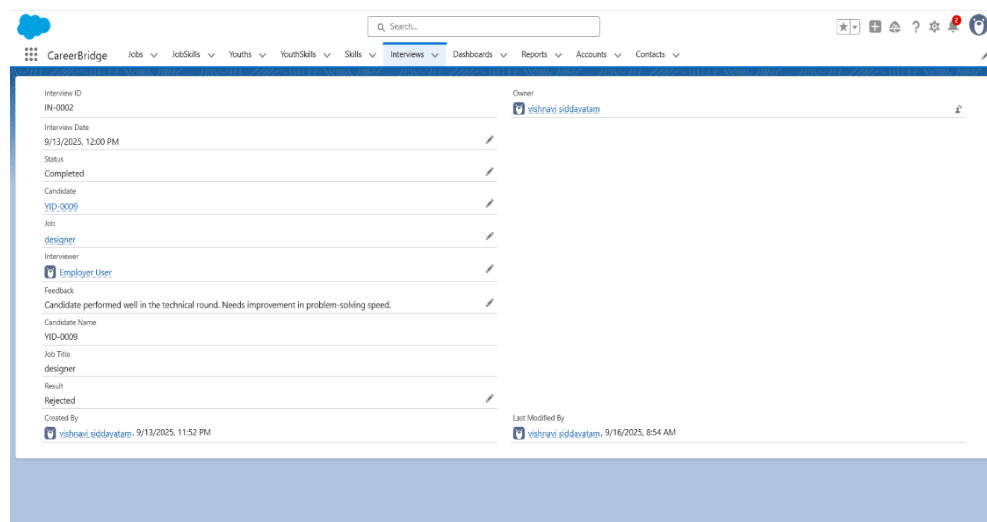 Search...
2
CareerBridge Jobs JobSkills Youths YouthSkills Skills Interviews Dashboards Reports Accounts Contacts
Interview ID
IN-0002
Owner
vishnavi siddavatam
Interview Date
9/13/2025, 12:00 PM
Status
Completed
Candidate
YID-0009
Job
designer
Interviewer
Employer User
Feedback
Candidate performed well in the technical round. Needs improvement in problem-solving speed.
Candidate Name
YID-0009
Job Title
designer
Result
Rejected
Created By
vishnavi siddavatam, 9/13/2025, 11:52 PM
Last Modified By
vishnavi siddavatam, 9/16/2025, 8:54 AM